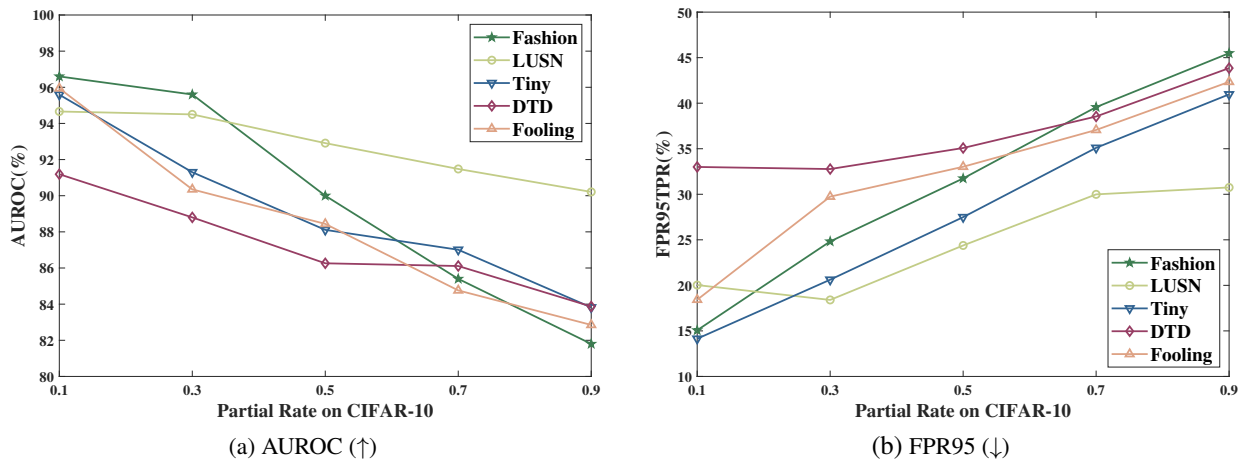 100
98
96
94
92
90
88
86
84
82
80
AUROC(%)
0.1 0.3 0.5 0.7 0.9
Partial Rate on CIFAR-10
Fashion
LUSN
Tiny
DTD
Fooling
(a) AUROC (↑)
50
45
40
35
30
25
20
15
10
FPR95TPR(%)
0.1 0.3 0.5 0.7 0.9
Partial Rate on CIFAR-10
Fashion
LUSN
Tiny
DTD
Fooling
(b) FPR95 (↓)